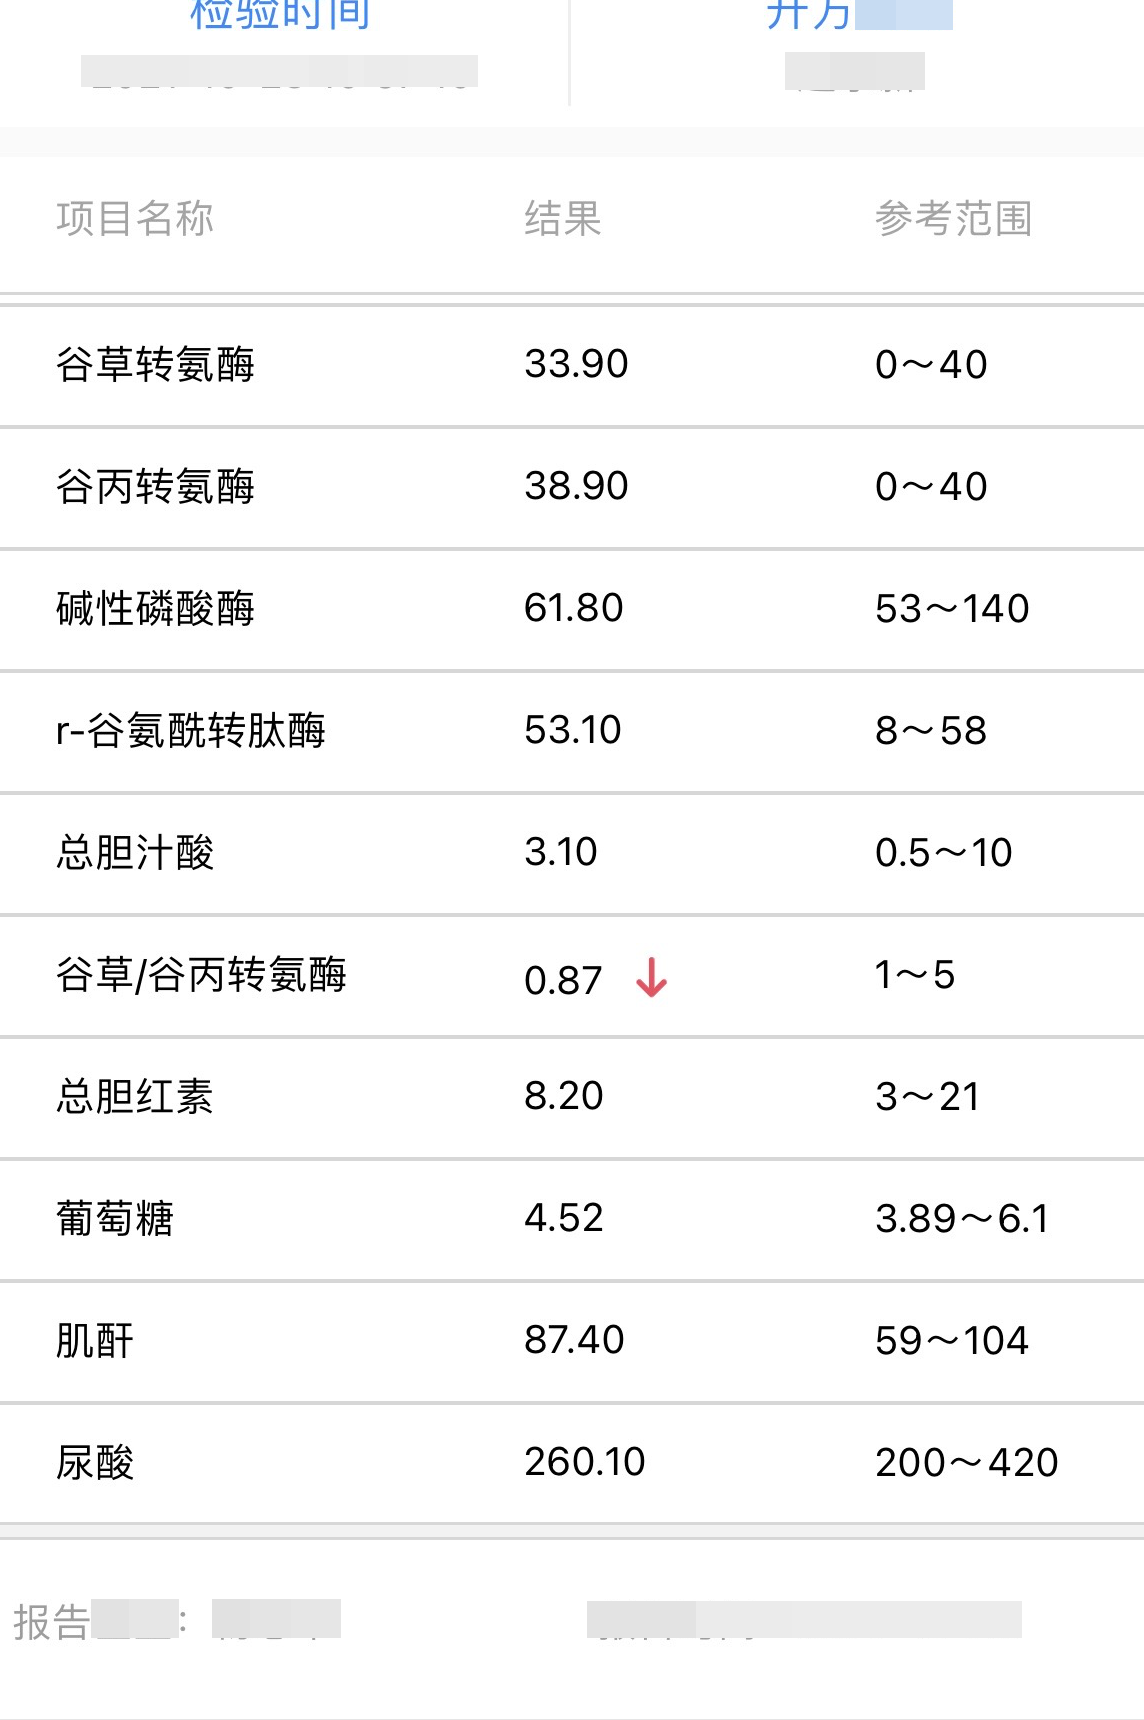 检验时间
开方
项目名称 结果 参考范围
谷草转氨酶 33.90 0～40
谷丙转氨酶 38.90 0～40
碱性磷酸酶 61.80 53～140
r-谷氨酰转肽酶 53.10 8～58
总胆汁酸 3.10 0.5～10
谷草/谷丙转氨酶 0.87 ↓ 1～5
总胆红素 8.20 3～21
葡萄糖 4.52 3.89～6.1
肌酐 87.40 59～104
尿酸 260.10 200～420
报告 :